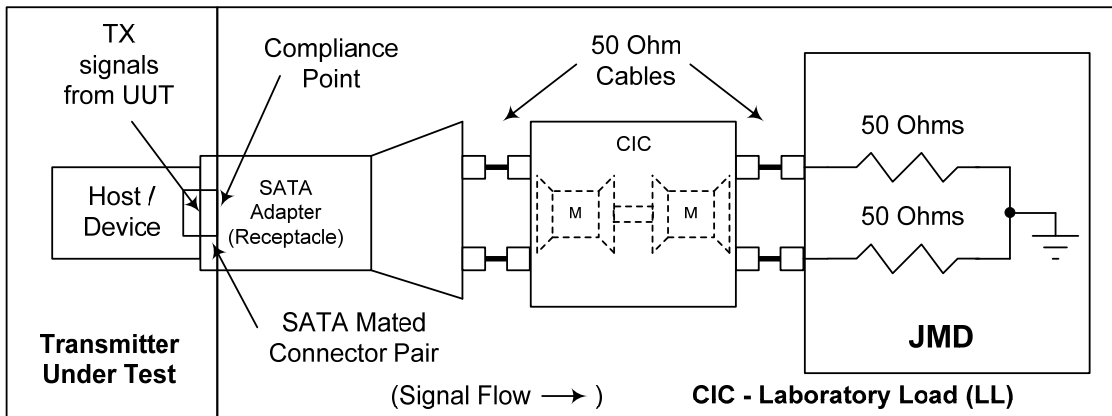 TX
signals
from UUT
Compliance
Point
50 Ohm
Cables
Host /
Device
SATA
Adapter
(Receptacle)
CIC
M
M
50 Ohms
50 Ohms
JMD
SATA Mated
Connector Pair
Transmitter
Under Test
(Signal Flow → )
CIC - Laboratory Load (LL)